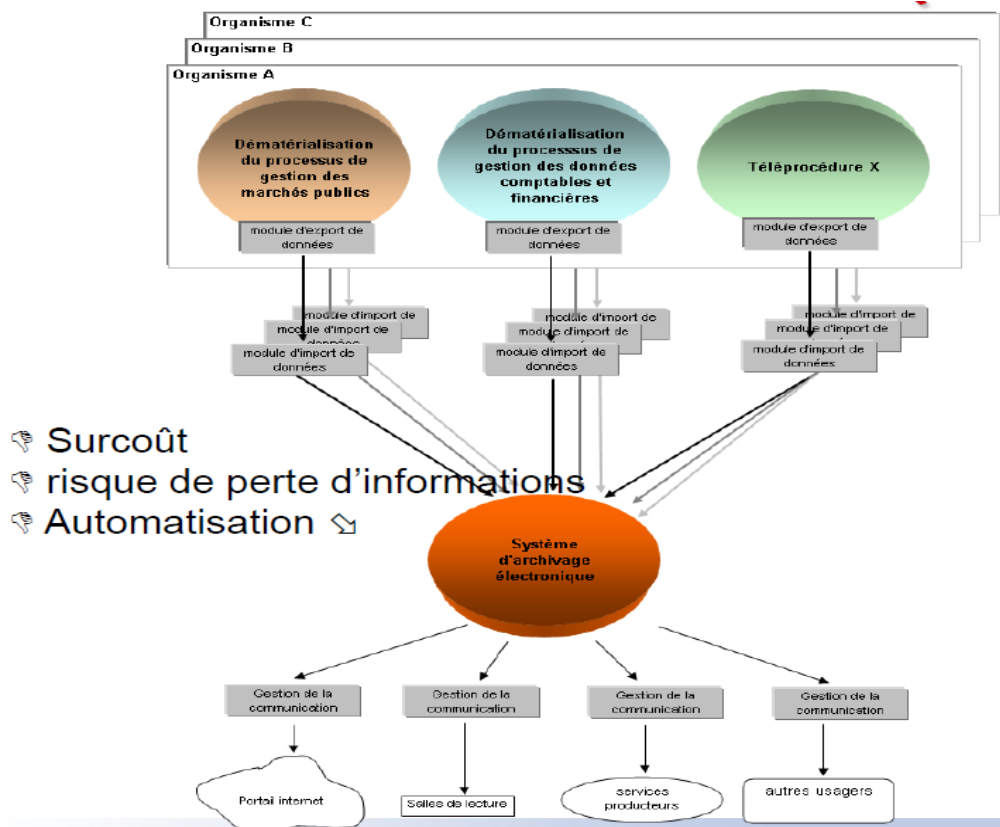 Organisme C
Organisme B
Organisme A
Dématérialisation
du processus de
gestion des
marchés publics
Dématérialisation
du processsus de
gestion des données
comptables et
financières
Téléprocédure X
module d'export de
données
module d'export de
données
module d'export de
données
module d'import de
module d'import de
données
module d'import de
données
module d'import de
module d'import de
données
module d'import de
données
module d'import de
module d'import de
données
module d'import de
données
Surcoût
risque de perte d'informations
Automatisation
Système
d'archivage
électronique
Gestion de la
communication
Gestion de la
communication
Gestion de la
communication
Gestion de la
communication
Portail internet
Salles de lecture
services
producteurs
autres usagers